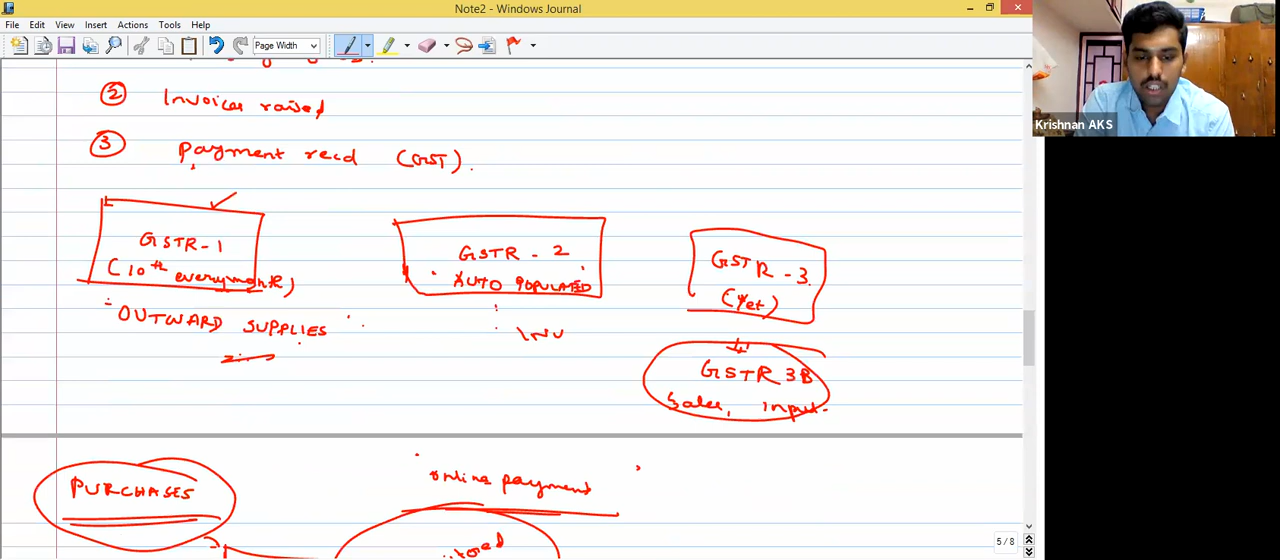 Note2 - Windows Journal
File Edit View Insert Actions Tools Help
Page Width
Krishnan AKS
② Invoices raised
③ payment recd (GST).
GSTR-1
(10th every month)
OUTWARD SUPPLIES
GSTR - 2
AUTO POPULATED
INV
GSTR - 3
(Yet)
GSTR 3B
Sales, input
PURCHASES
online payment
5 / 8